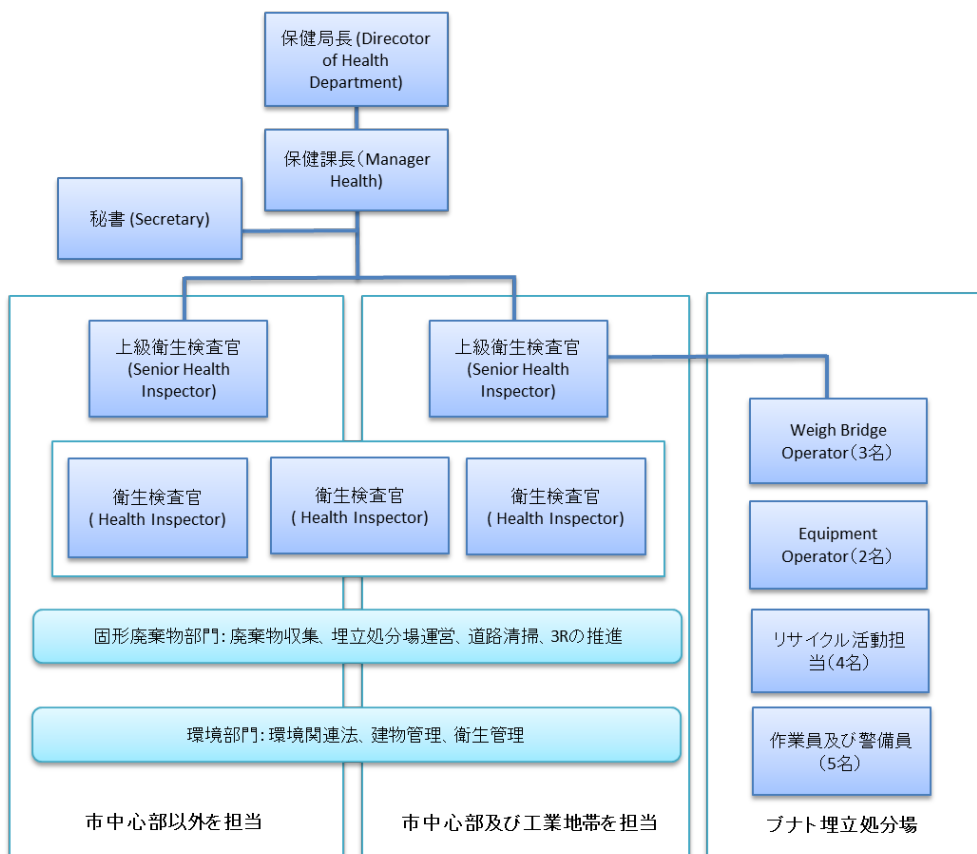 保健局長 (Direcotor
of Health
Department)
保健課長(Manager
Health)
秘書 (Secretary)
上級衛生検査官
(Senior Health
Inspector)
上級衛生検査官
(Senior Health
Inspector)
衛生検査官
( Health Inspector)
衛生検査官
( Health Inspector)
衛生検査官
( Health Inspector)
固形廃棄物部門: 廃棄物収集、埋立処分場運営、道路清掃、3Rの推進
環境部門: 環境関連法、建物管理、衛生管理
市中心部以外を担当
市中心部及び工業地帯を担当
Weigh Bridge
Operator(3名)
Equipment
Operator (2名)
リサイクル活動担
当(4名)
作業員及び警備員
(5名)
ブナト埋立処分場